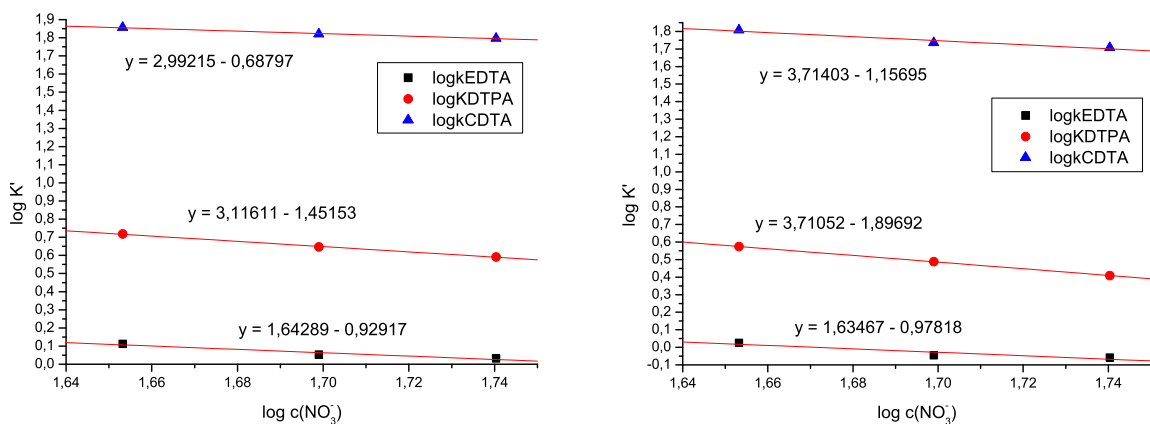 1,9
1,8
1,7
1,6
1,5
1,4
1,3
1,2
1,1
1,0
0,9
0,8
0,7
0,6
0,5
0,4
0,3
0,2
0,1
0,0
log K'
y = 2,99215 - 0,68797
logkEDTA
logKDTPA
logkCDTA
y = 3,11611 - 1,45153
y = 1,64289 - 0,92917
1,64 1,66 1,68 1,70 1,72 1,74
log c(NO₃⁻)
1,8
1,7
1,6
1,5
1,4
1,3
1,2
1,1
1,0
0,9
0,8
0,7
0,6
0,5
0,4
0,3
0,2
0,1
0,0
-0,1
log K'
y = 3,71403 - 1,15695
logkEDTA
logKDTPA
logkCDTA
y = 3,71052 - 1,89692
y = 1,63467 - 0,97818
1,64 1,66 1,68 1,70 1,72 1,74
log c(NO₃⁻)